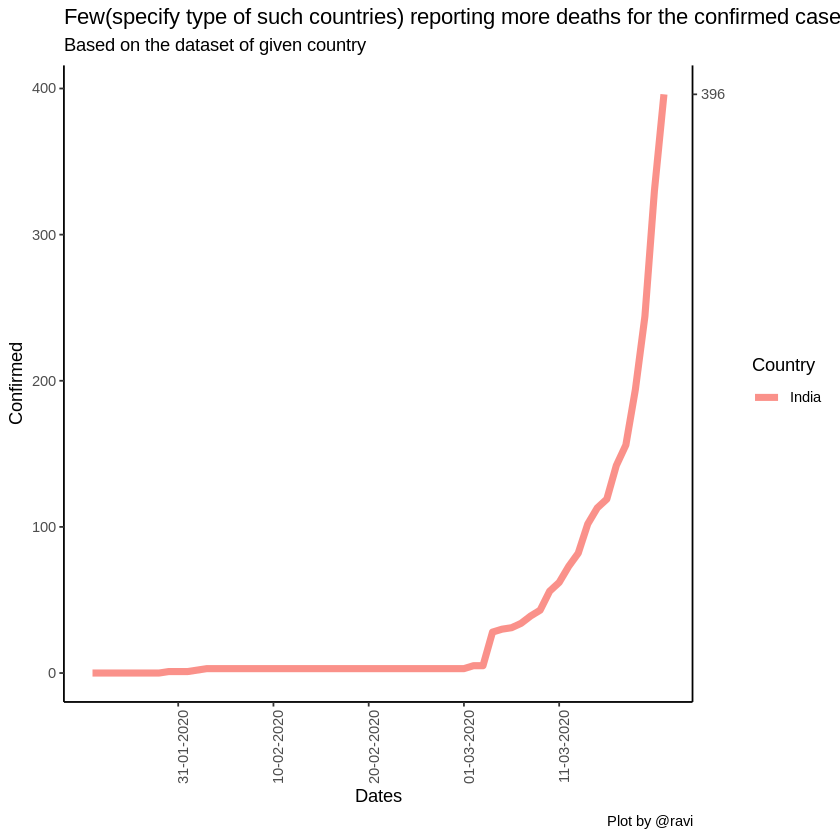 Few(specify type of such countries) reporting more deaths for the confirmed case
Based on the dataset of given country
400
396
300
200
100
0
Confirmed
Country
India
31-01-2020
10-02-2020
20-02-2020
01-03-2020
11-03-2020
Dates
Plot by @ravi